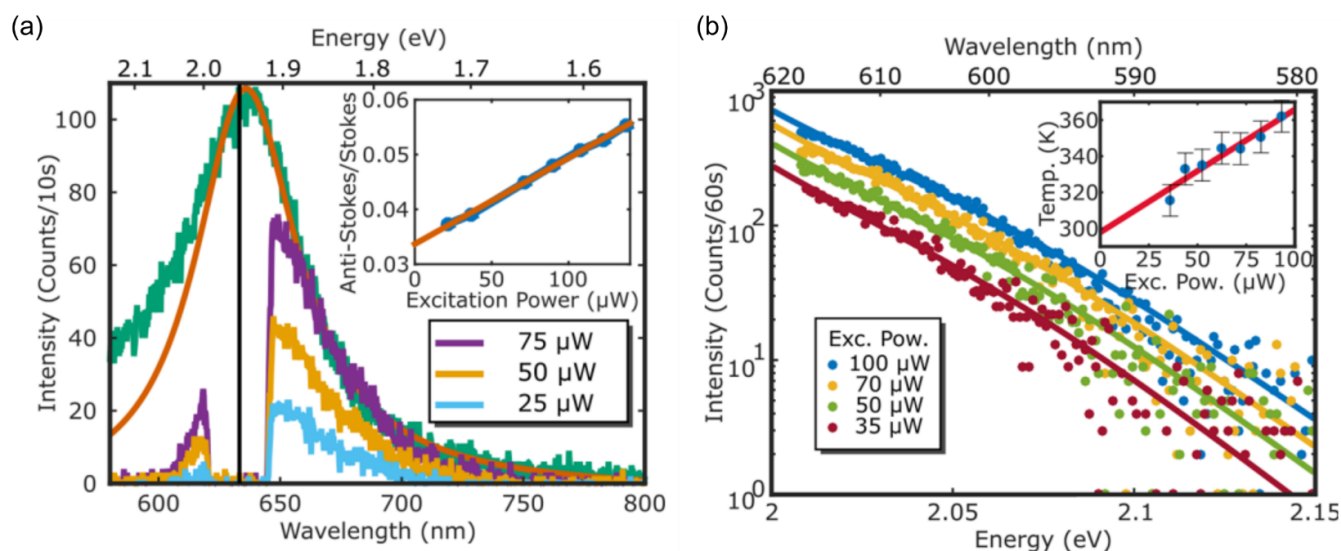 (a)
Energy (eV)
2.1 2.0 1.9 1.8 1.7 1.6
Intensity (Counts/10s)
100
80
60
40
20
0
600 650 700 750 800
Wavelength (nm)
Anti-Stokes/Stokes
0.06
0.05
0.04
0.03
0 50 100
Excitation Power (µW)
75 µW
50 µW
25 µW
(b)
Wavelength (nm)
620 610 600 590 580
Intensity (Counts/60s)
10³
10²
10¹
10⁰
2 2.05 2.1 2.15
Energy (eV)
Temp. (K)
360
340
320
300
0 25 50 75 100
Exc. Pow. (µW)
Exc. Pow.
100 µW
70 µW
50 µW
35 µW